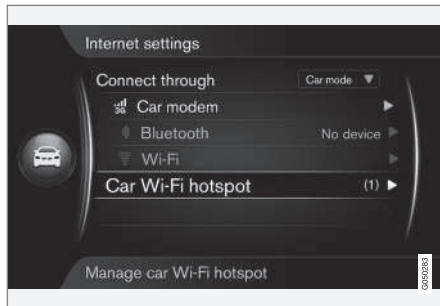 Internet settings
Connect through Car mode ▼
3G Car modem
Bluetooth No device
Wi-Fi
Car Wi-Fi hotspot (1)
Manage car Wi-Fi hotspot
G050283